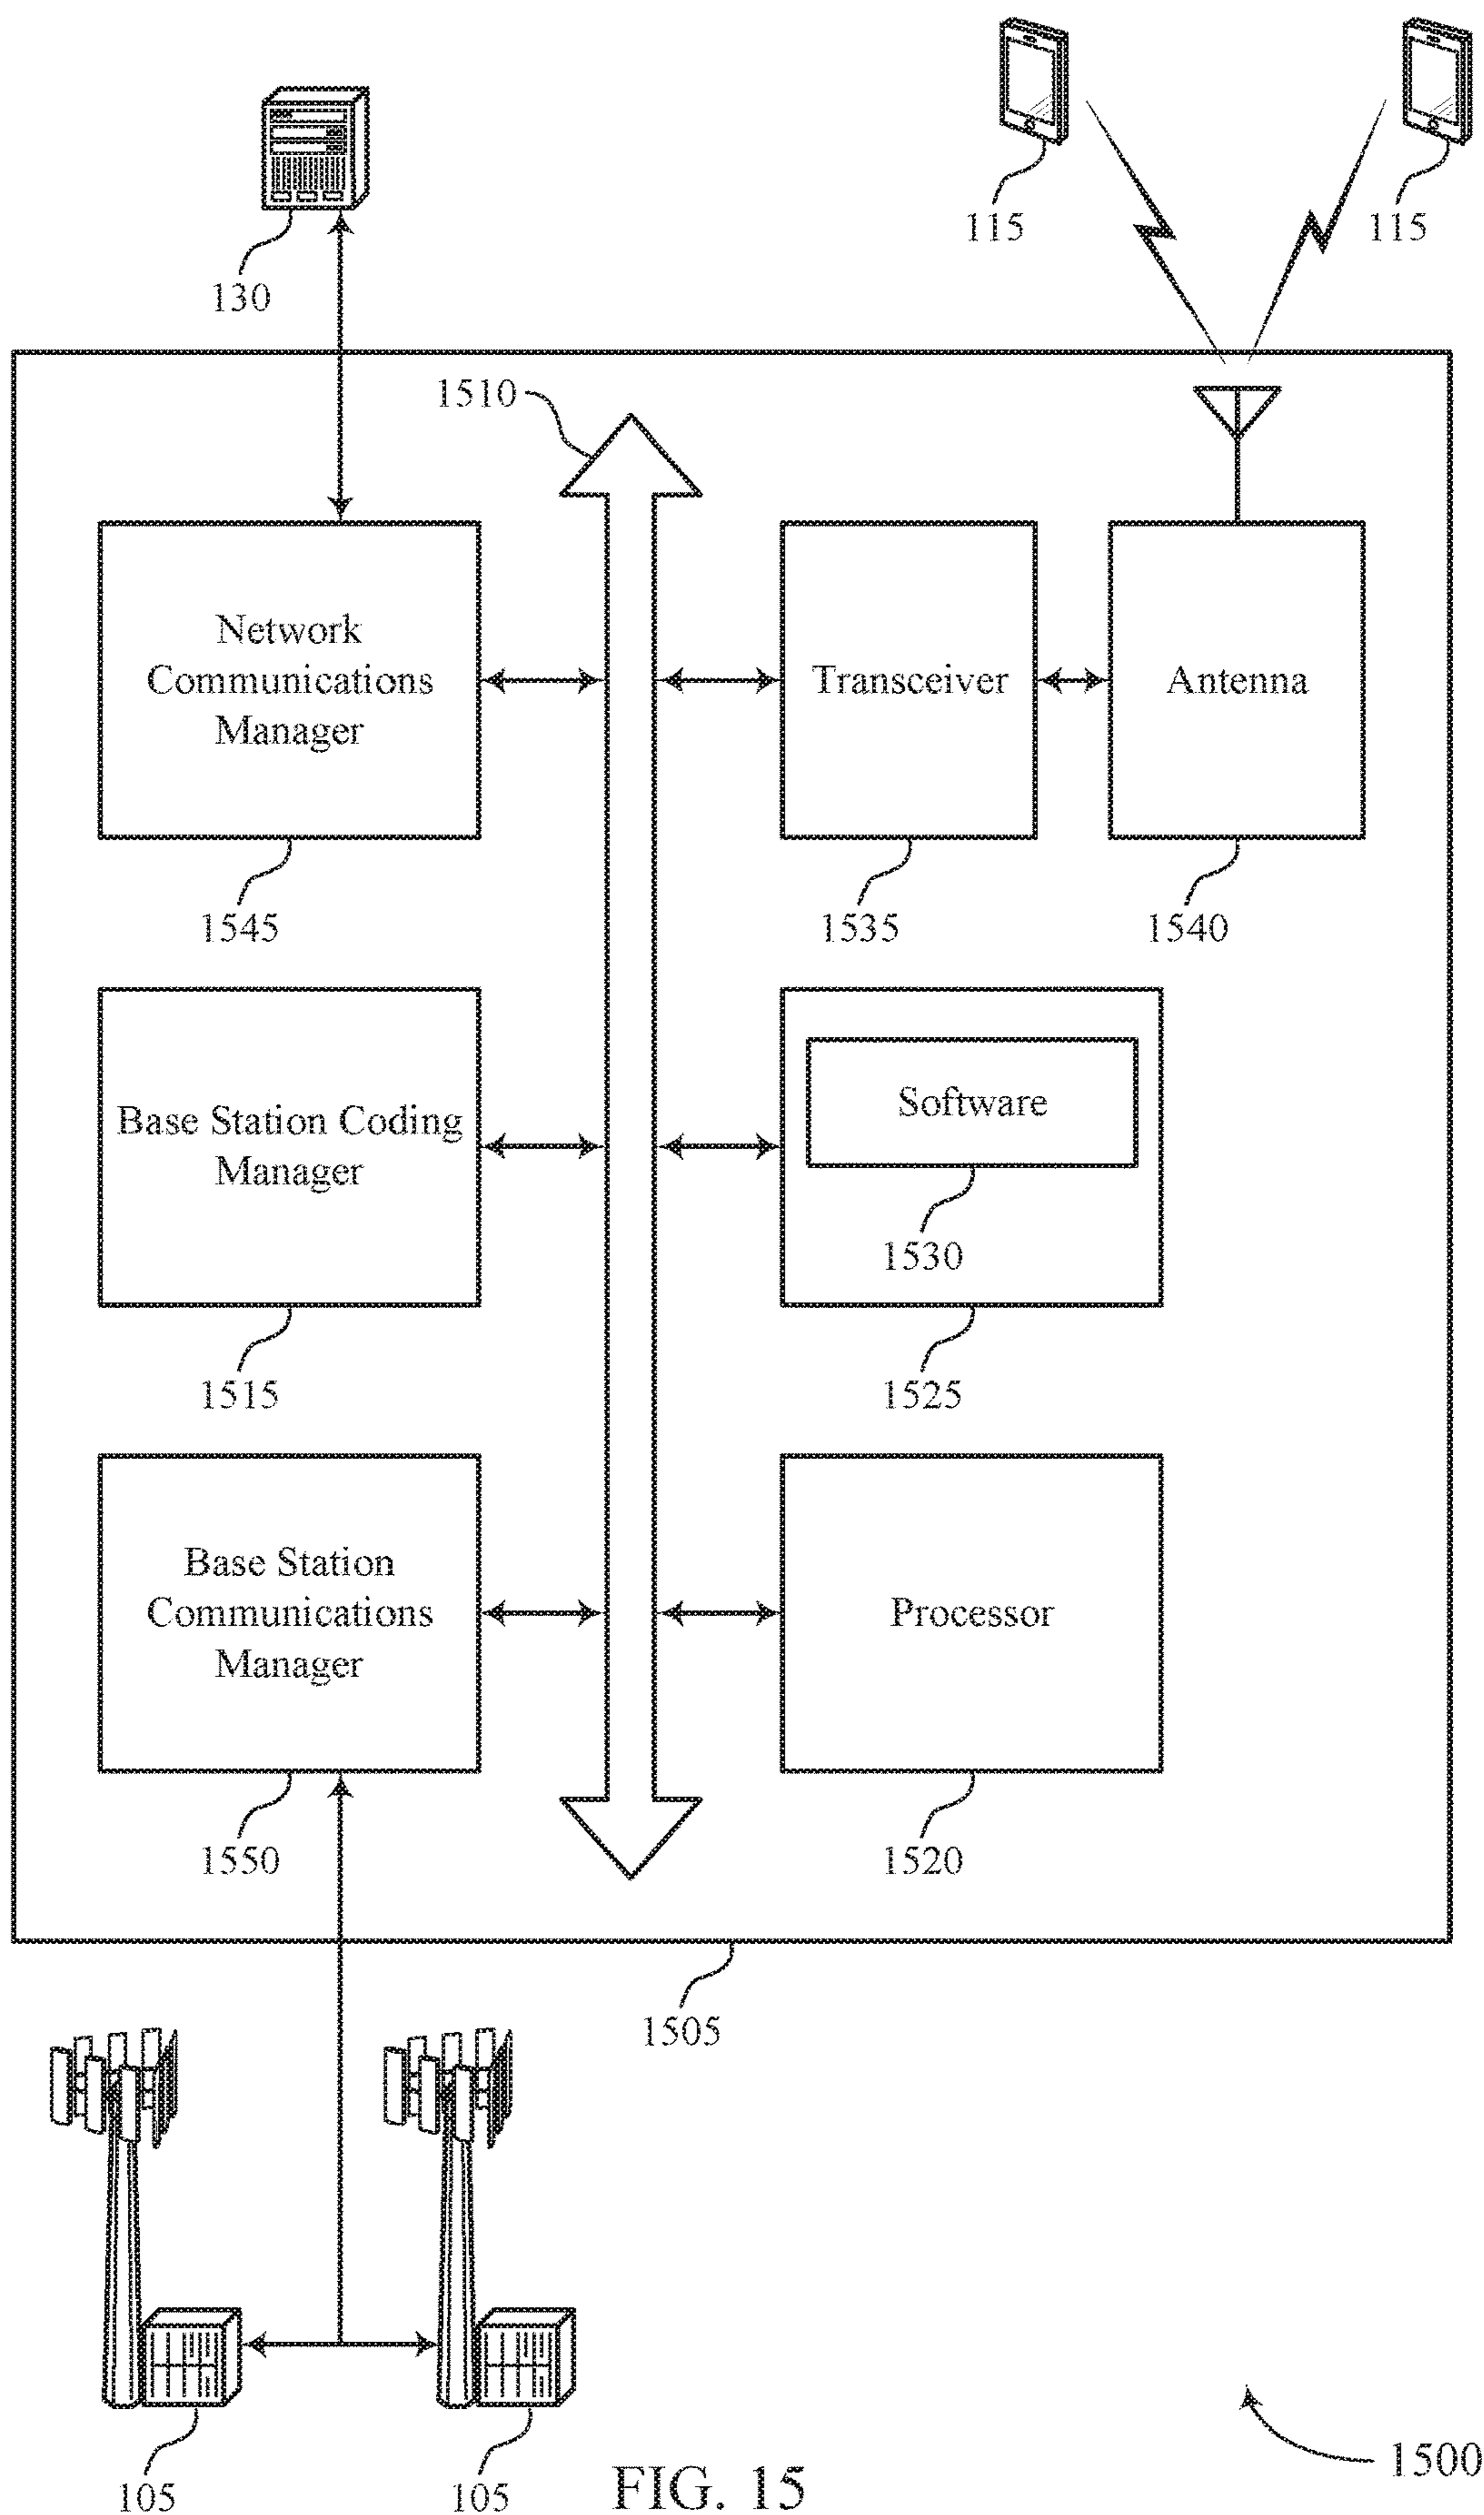 115
115
130
1510
Network
Communications
Manager
Transceiver
Antenna
1545
1535
1540
Base Station Coding
Manager
Software
1530
1515
1525
Base Station
Communications
Manager
Processor
1550
1520
1505
105
105
FIG. 15
1500